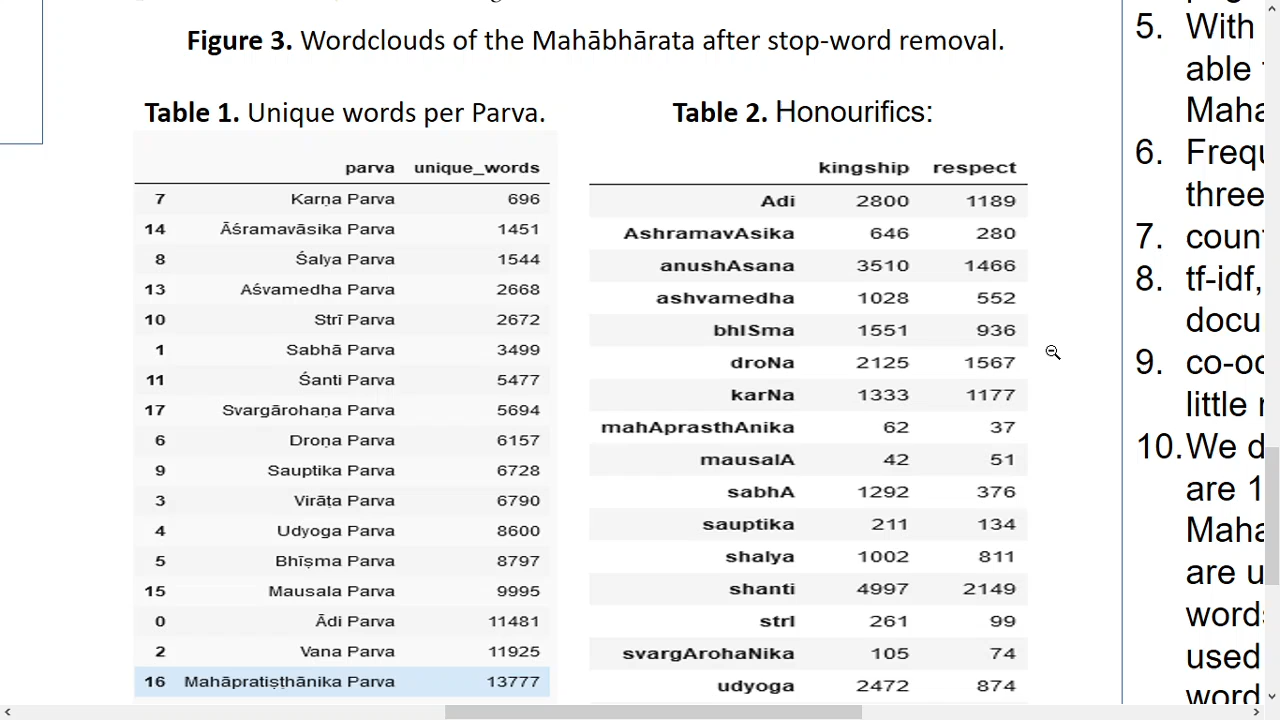 Figure 3. Wordclouds of the Mahābhārata after stop-word removal.
Table 1. Unique words per Parva.
parva unique_words
7 Karṇa Parva 696
14 Āśramavāsika Parva 1451
8 Śalya Parva 1544
13 Aśvamedha Parva 2668
10 Strī Parva 2672
1 Sabhā Parva 3499
11 Śanti Parva 5477
17 Svargārohaṇa Parva 5694
6 Droṇa Parva 6157
9 Sauptika Parva 6728
3 Virāṭa Parva 6790
4 Udyoga Parva 8600
5 Bhīṣma Parva 8797
15 Mausala Parva 9995
0 Ādi Parva 11481
2 Vana Parva 11925
16 Mahāpratiṣṭhānika Parva 13777
Table 2. Honourifics:
kingship respect
Adi 2800 1189
AshramavAsika 646 280
anushAsana 3510 1466
ashvamedha 1028 552
bhISma 1551 936
droNa 2125 1567
karNa 1333 1177
mahAprasthAnika 62 37
mausalA 42 51
sabhA 1292 376
sauptika 211 134
shalya 1002 811
shanti 4997 2149
strI 261 99
svargArohaNika 105 74
udyoga 2472 874
5. With
able
Maha
6. Frequ
three
7. coun
8. tf-idf,
docu
9. co-oc
little
10. We d
are 1
Maha
are u
words
used
word